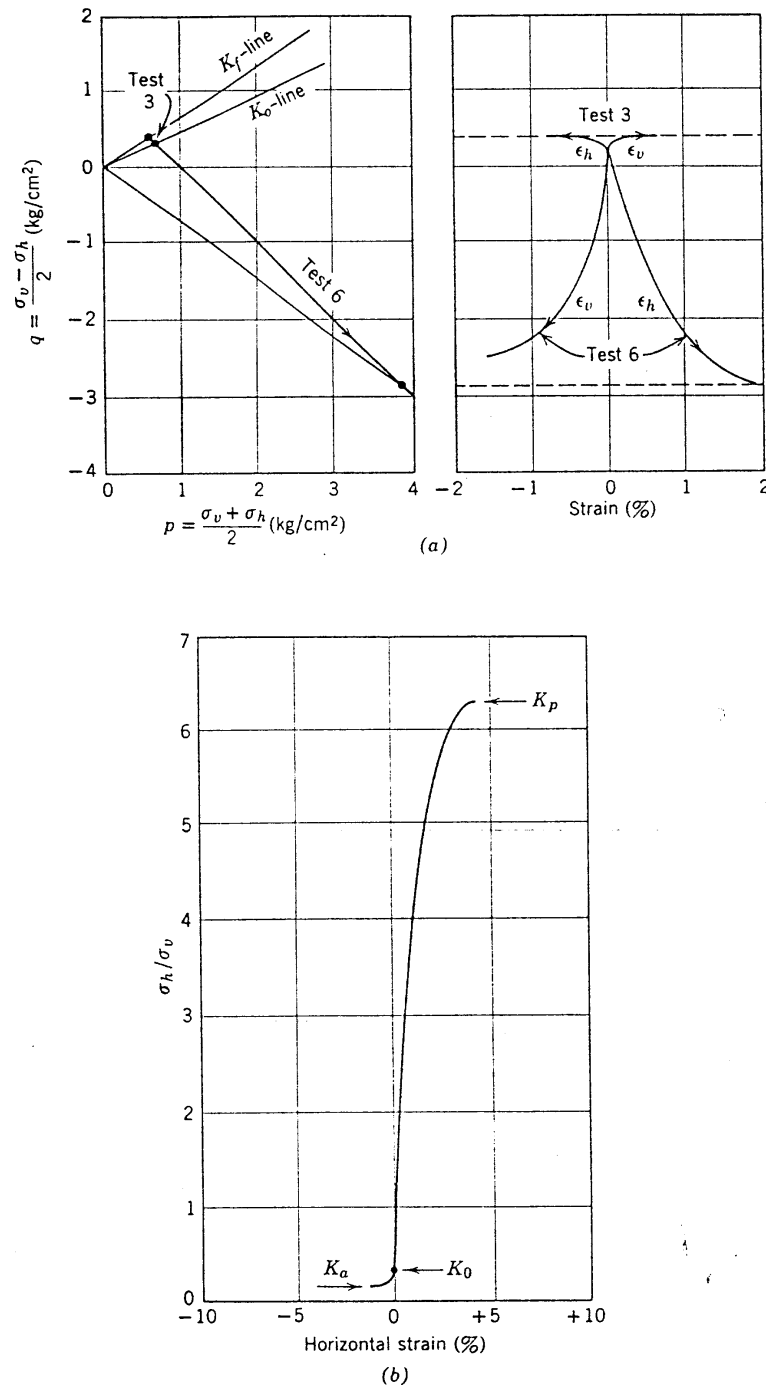 2
1
0
−1
−2
−3
−4
q = σv − σh / 2 (kg/cm²)
Test 3
Kf-line
Ko-line
Test 6
0 1 2 3 4
p = σv + σh / 2 (kg/cm²)
Test 3
ϵh ϵv
ϵv ϵh
Test 6
−2 −1 0 1 2
Strain (%)
(a)
7
6
5
4
3
2
1
0
σh/σv
Kp
Ka
K0
−10 −5 0 +5 +10
Horizontal strain (%)
(b)